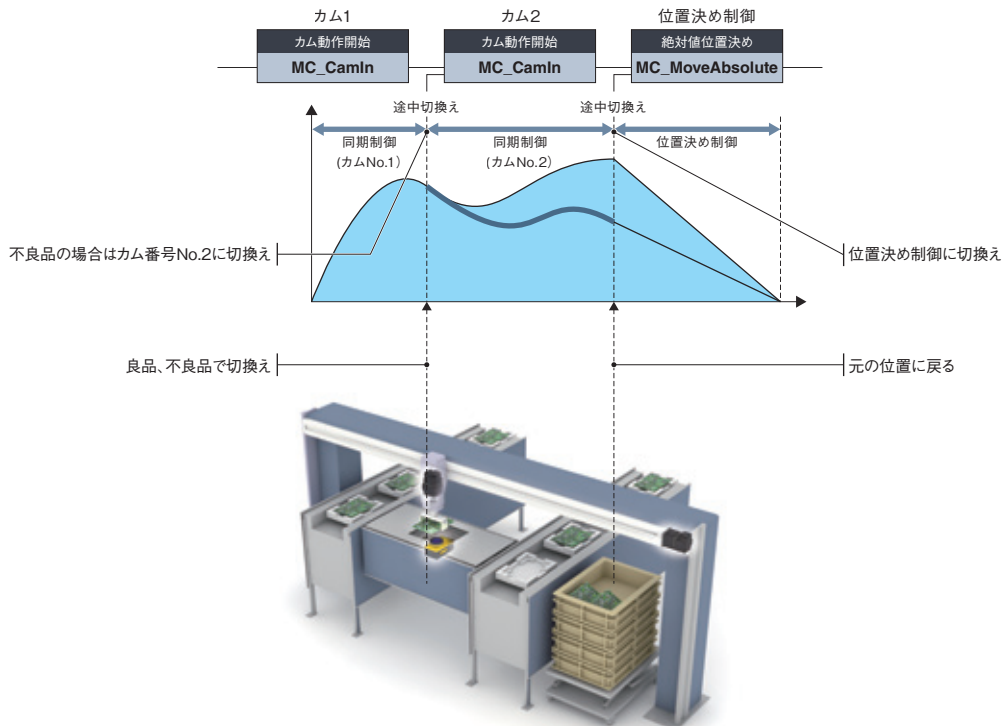 カム1
カム2
位置決め制御
カム動作開始
カム動作開始
絶対値位置決め
MC_CamIn
MC_CamIn
MC_MoveAbsolute
途中切換え
途中切換え
同期制御
(カムNo.1)
同期制御
(カムNo.2)
位置決め制御
不良品の場合はカム番号No.2に切換え
位置決め制御に切換え
良品、不良品で切換え
元の位置に戻る